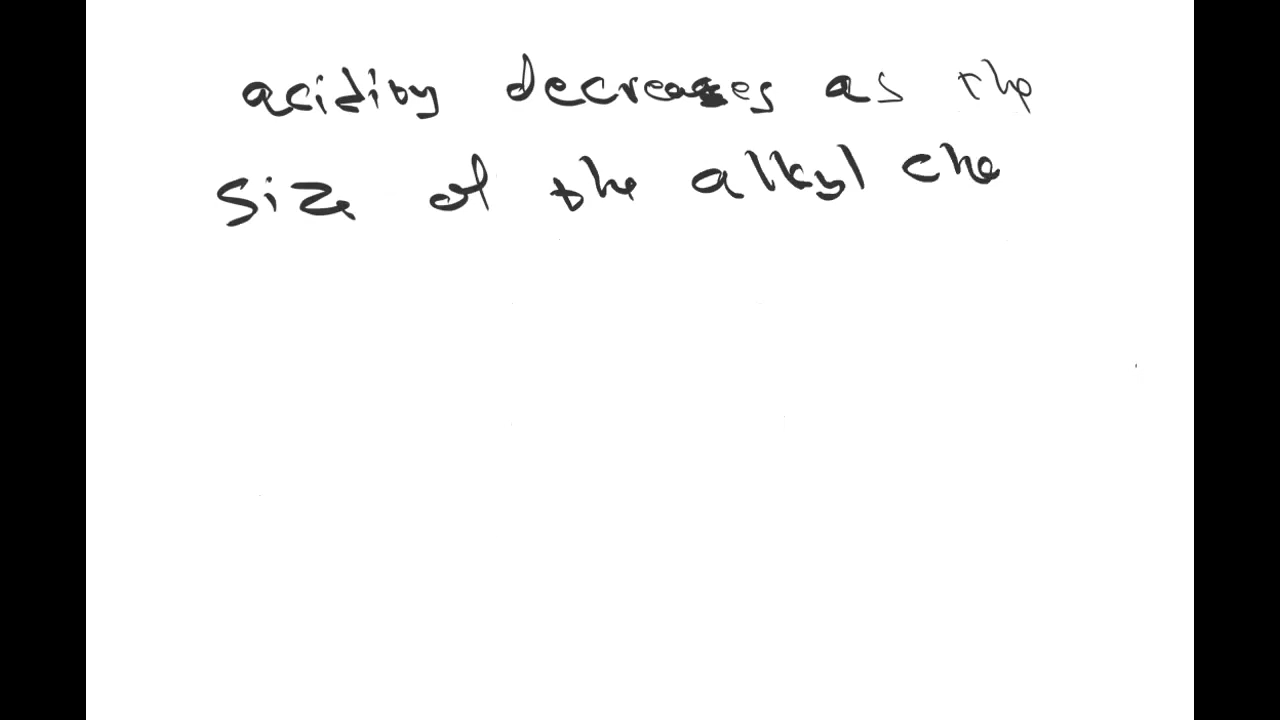 acidity decreases as the
size of the alkyl cha